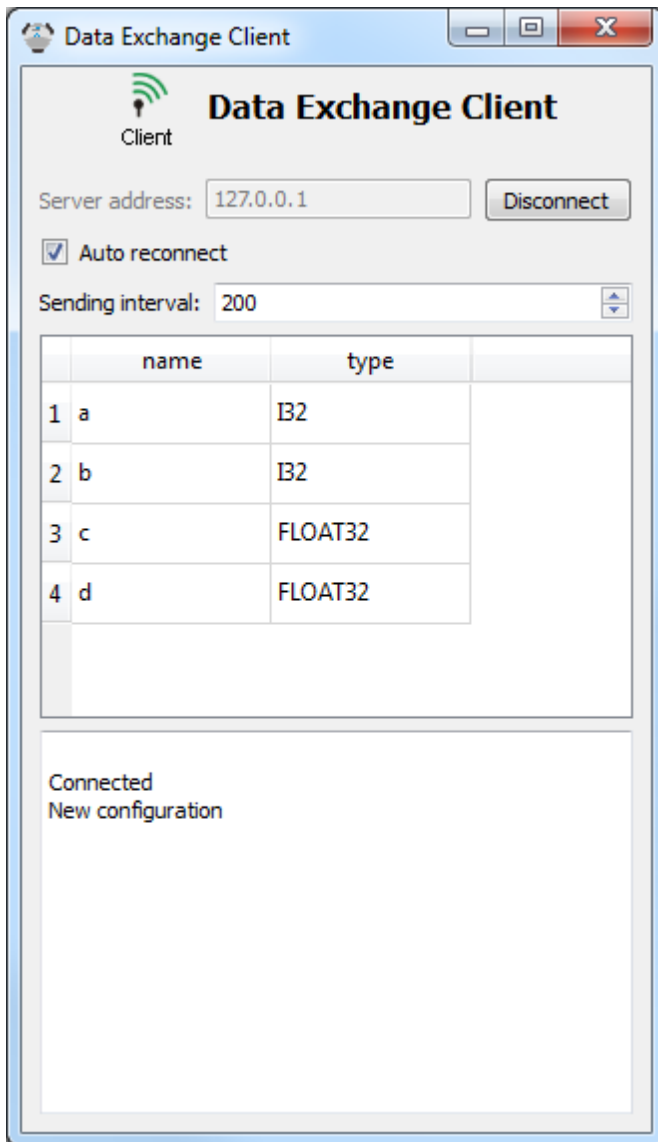 Data Exchange Client
Client
Data Exchange Client
Server address: 127.0.0.1 Disconnect
Auto reconnect
Sending interval: 200
name type
1 a I32
2 b I32
3 c FLOAT32
4 d FLOAT32
Connected
New configuration